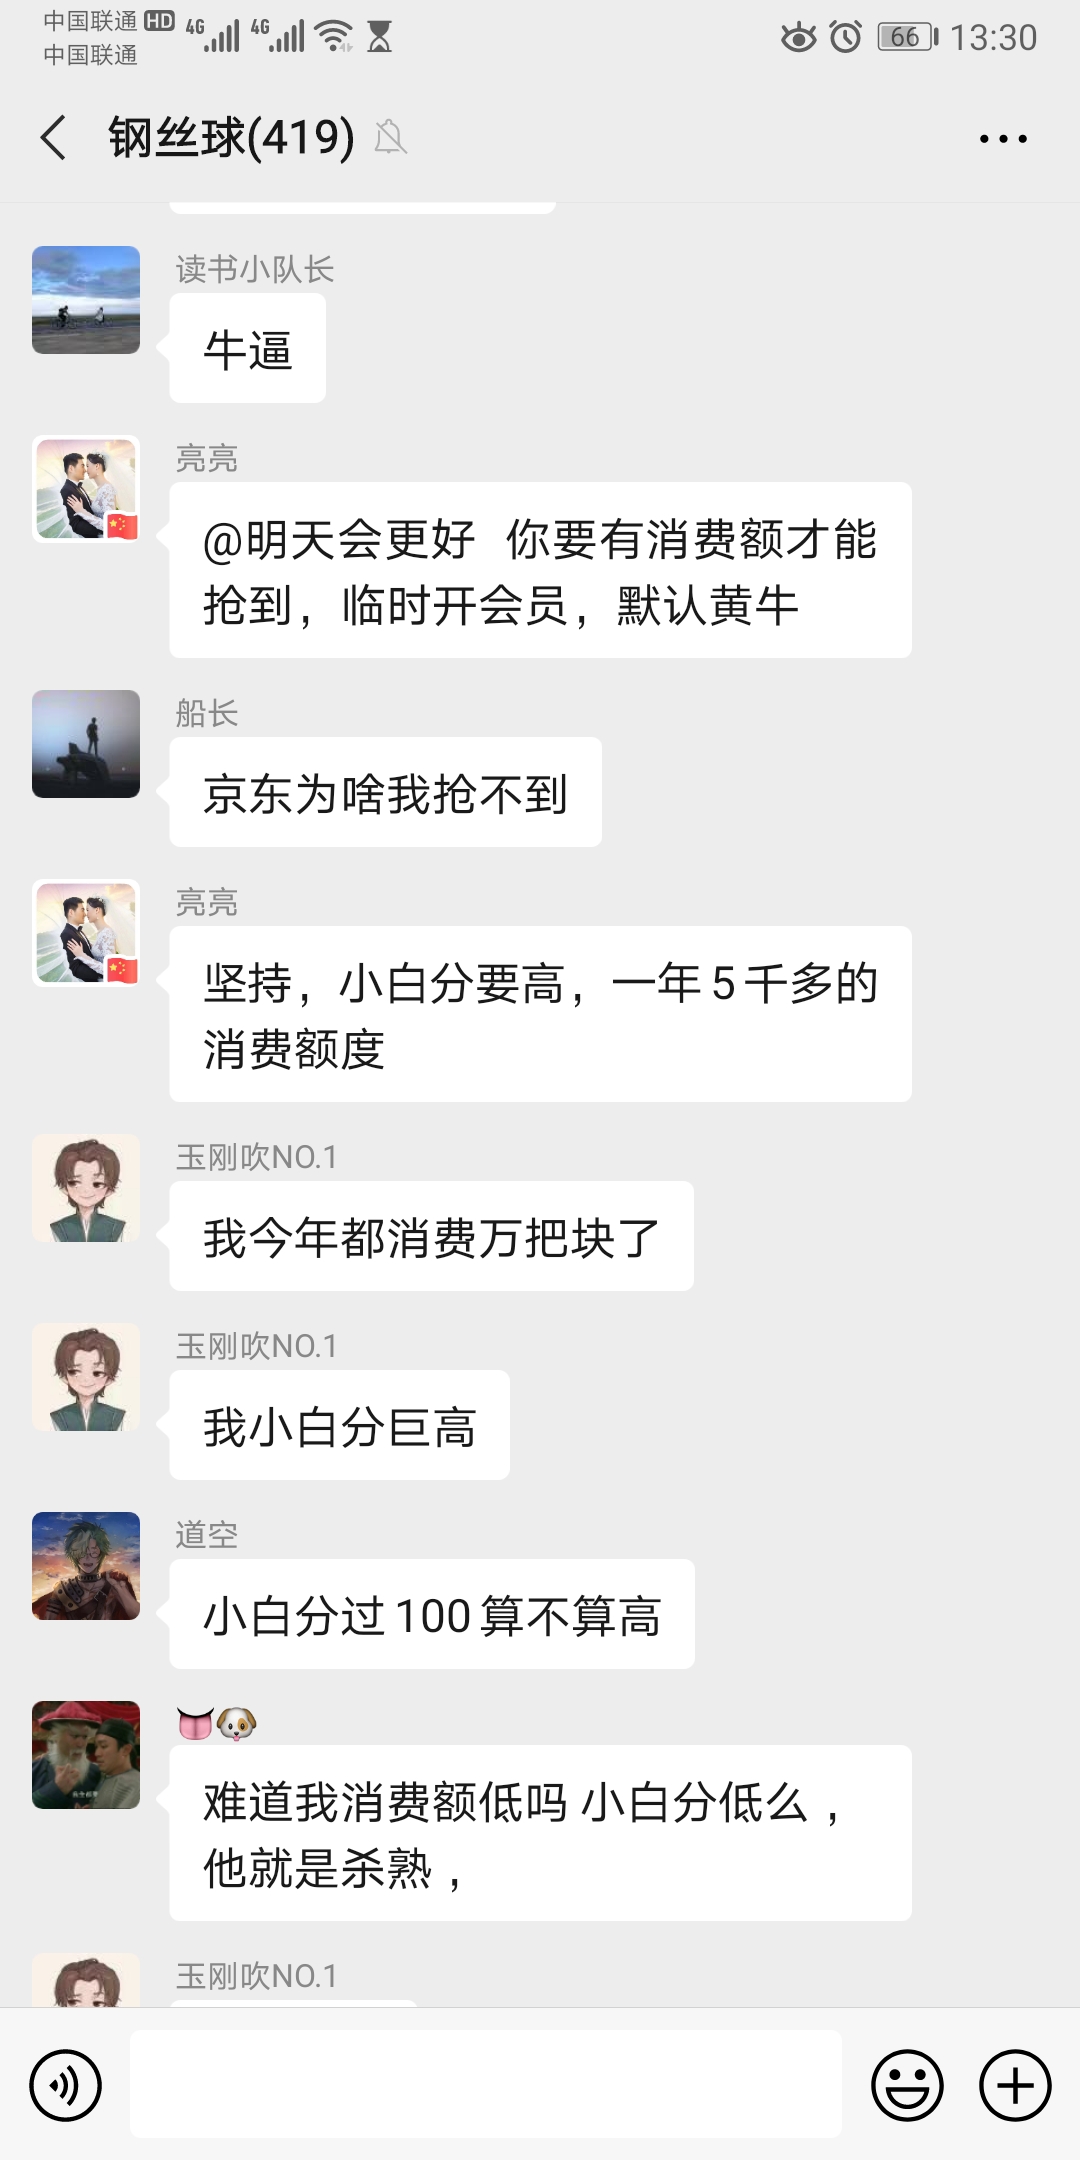 中国联通 HD 4G 4G 66 13:30
中国联通
钢丝球(419)
读书小队长
牛逼
亮亮
@明天会更好 你要有消费额才能
抢到，临时开会员，默认黄牛
船长
京东为啥我抢不到
亮亮
坚持，小白分要高，一年5千多的
消费额度
玉刚吹NO.1
我今年都消费万把块了
玉刚吹NO.1
我小白分巨高
道空
小白分过100算不算高
👅🐶
难道我消费额低吗 小白分低么，
他就是杀熟，
玉刚吹NO.1